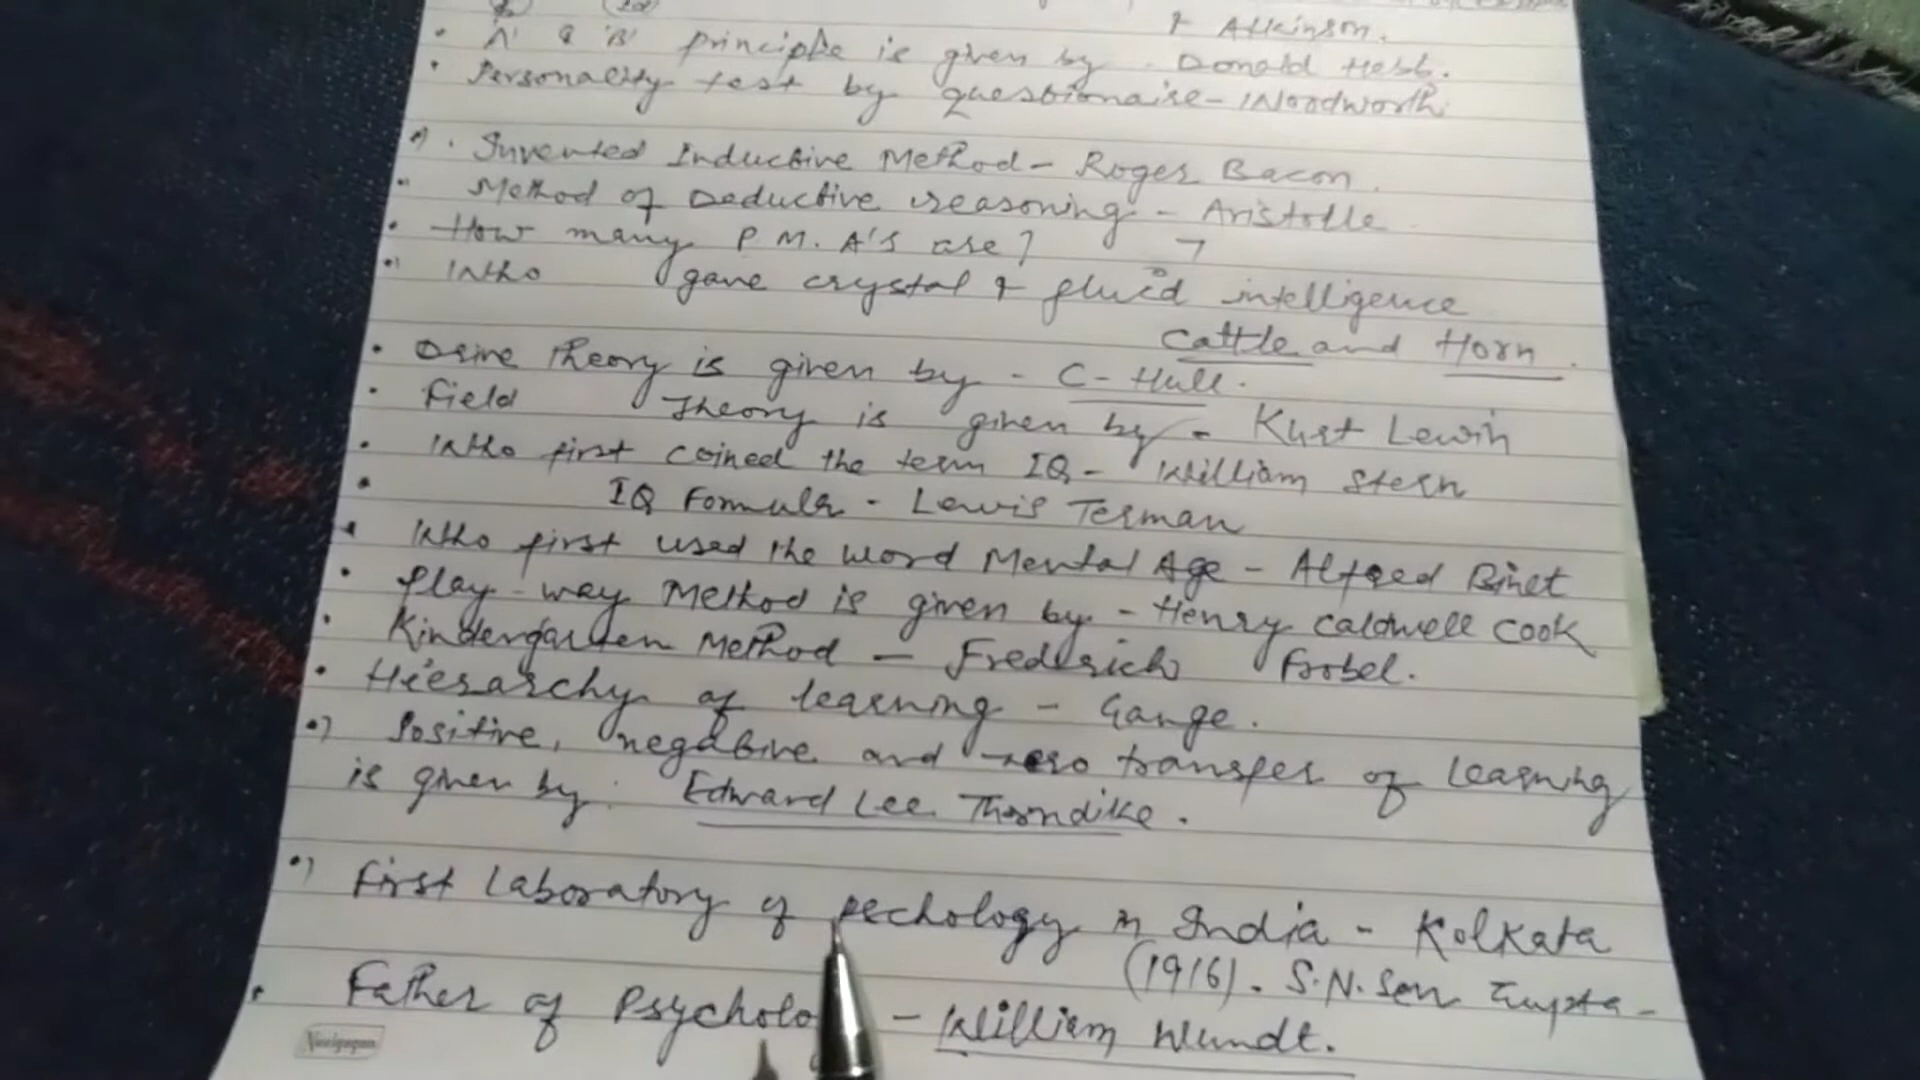 & Atkinson.
• 'A' & 'B' principle is given by - Donald Hebb.
• Personality test by questionaire - Woodworth
• Invented Inductive Method - Roger Bacon.
Method of Deductive reasoning - Aristotle
• How many P.M.A's are? 7
• Who gave crystal & fluid intelligence
Cattle and Horn.
• Drive theory is given by - C-Hull.
• Field Theory is given by - Kurt Lewin
• Who first coined the term IQ - William Stern
• IQ Formula - Lewis Terman
• Who first used the word Mental Age - Alfred Binet
• Play-way Method is given by - Henry Caldwell Cook
• Kindergarten Method - Frederich Frobel.
• Hierarchy of learning - Gange.
• Positive, negative and zero transfer of learning
is given by: Edward Lee Thorndike.
• First Laboratory of pechology in India - Kolkata
(1916). S.N. Sen Gupta -
• Father of Psycholo - William Wundt.
Neelgagan